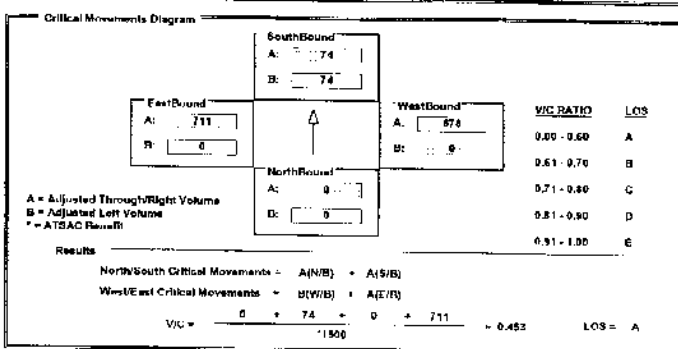 Critical Movements Diagram
SouthBound
A: 74
B: 74
EastBound
A: 711
B: 0
WestBound
A: 678
B: 0
NorthBound
A: 0
B: 0
V/C RATIO LOS
0.00 - 0.60 A
0.61 - 0.70 B
0.71 - 0.80 C
0.81 - 0.90 D
0.91 - 1.00 E
A = Adjusted Through/Right Volume
B = Adjusted Left Volume
* = ATSAC Benefit
Results
North/South Critical Movements = A(N/B) + A(S/B)
West/East Critical Movements = B(W/B) + A(E/B)
V/C = 0 + 74 + 0 + 711 = 0.453 LOS = A
*1500